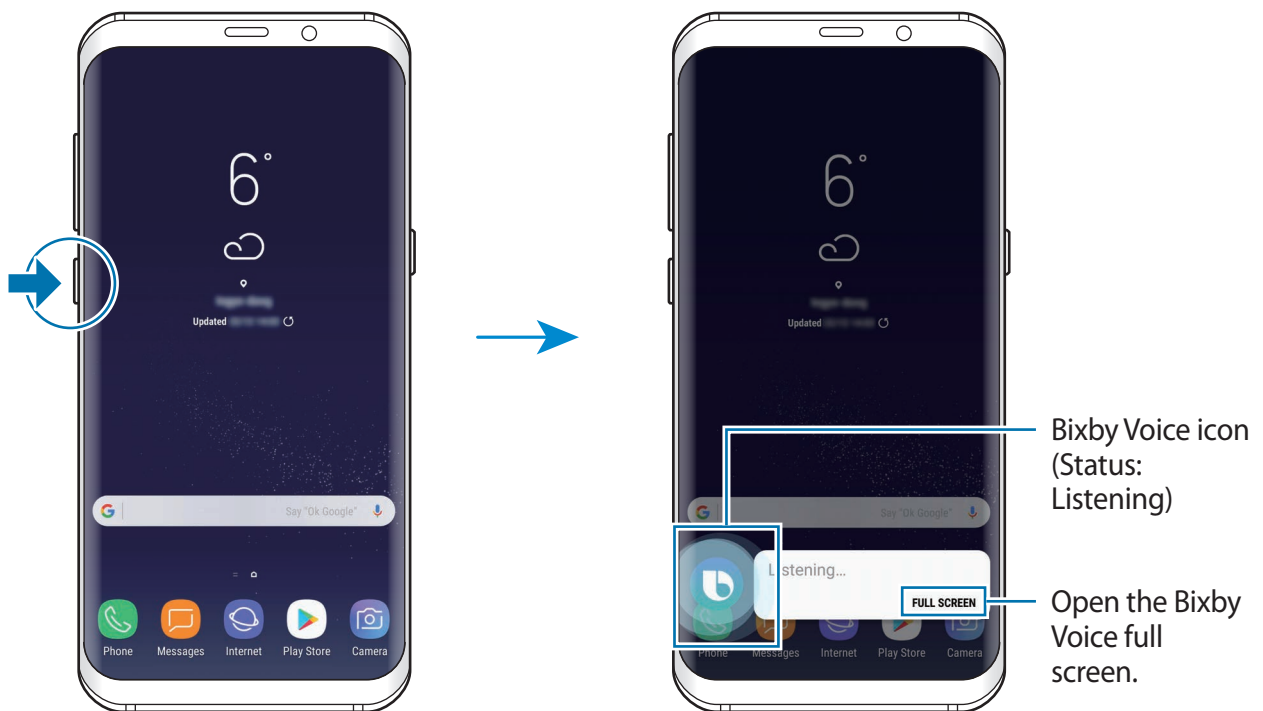 6°
Updated
G
Say "Ok Google"
Phone
Messages
Internet
Play Store
Camera
6°
Updated
G
Say "Ok Google"
Listening...
FULL SCREEN
Phone
Messages
Internet
Play Store
Camera
Bixby Voice icon
(Status:
Listening)
Open the Bixby
Voice full
screen.